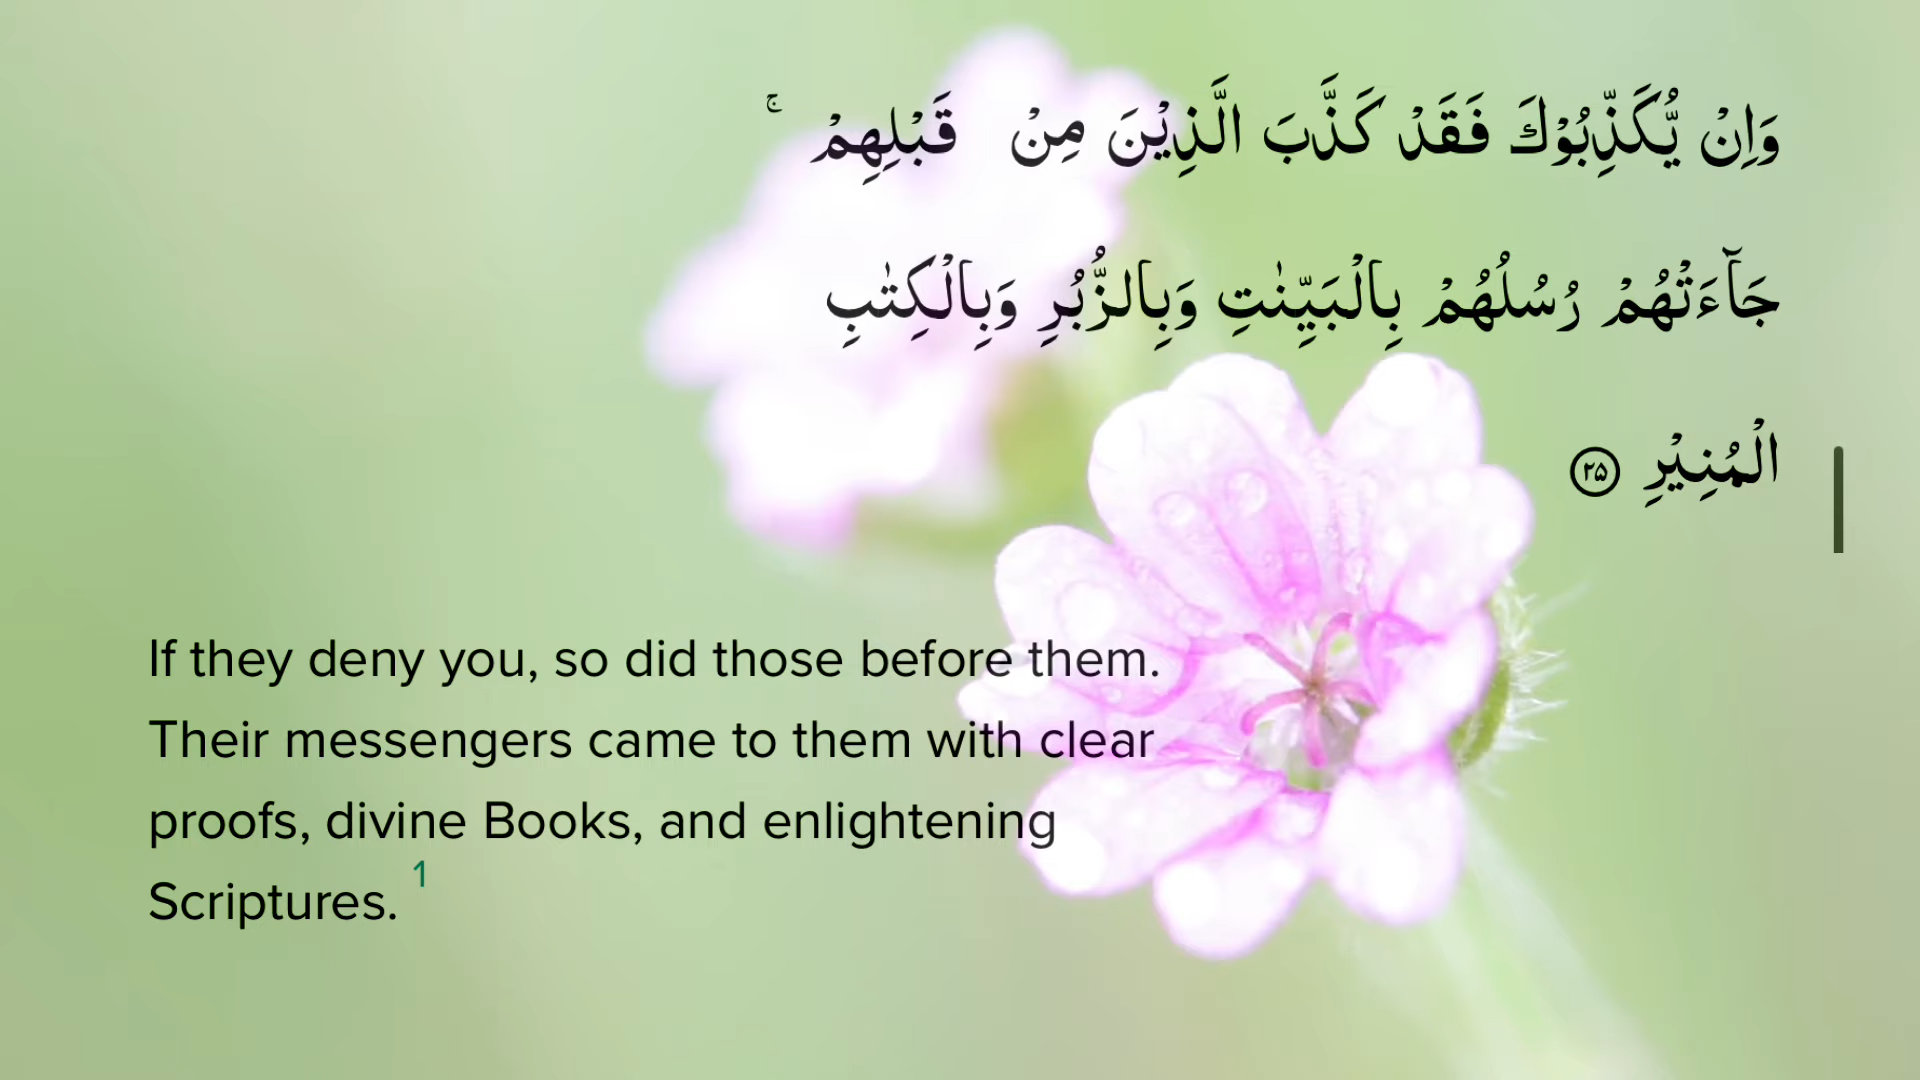 وَاِنْ يُّكَذِّبُوْكَ فَقَدْ كَذَّبَ الَّذِيْنَ مِنْ قَبْلِهِمْ ۚ
جَآءَتْهُمْ رُسُلُهُمْ بِالْبَيِّنٰتِ وَبِالزُّبُرِ وَبِالْكِتٰبِ
الْمُنِيْرِ ۲۵
If they deny you, so did those before them.
Their messengers came to them with clear
proofs, divine Books, and enlightening
Scriptures. 1